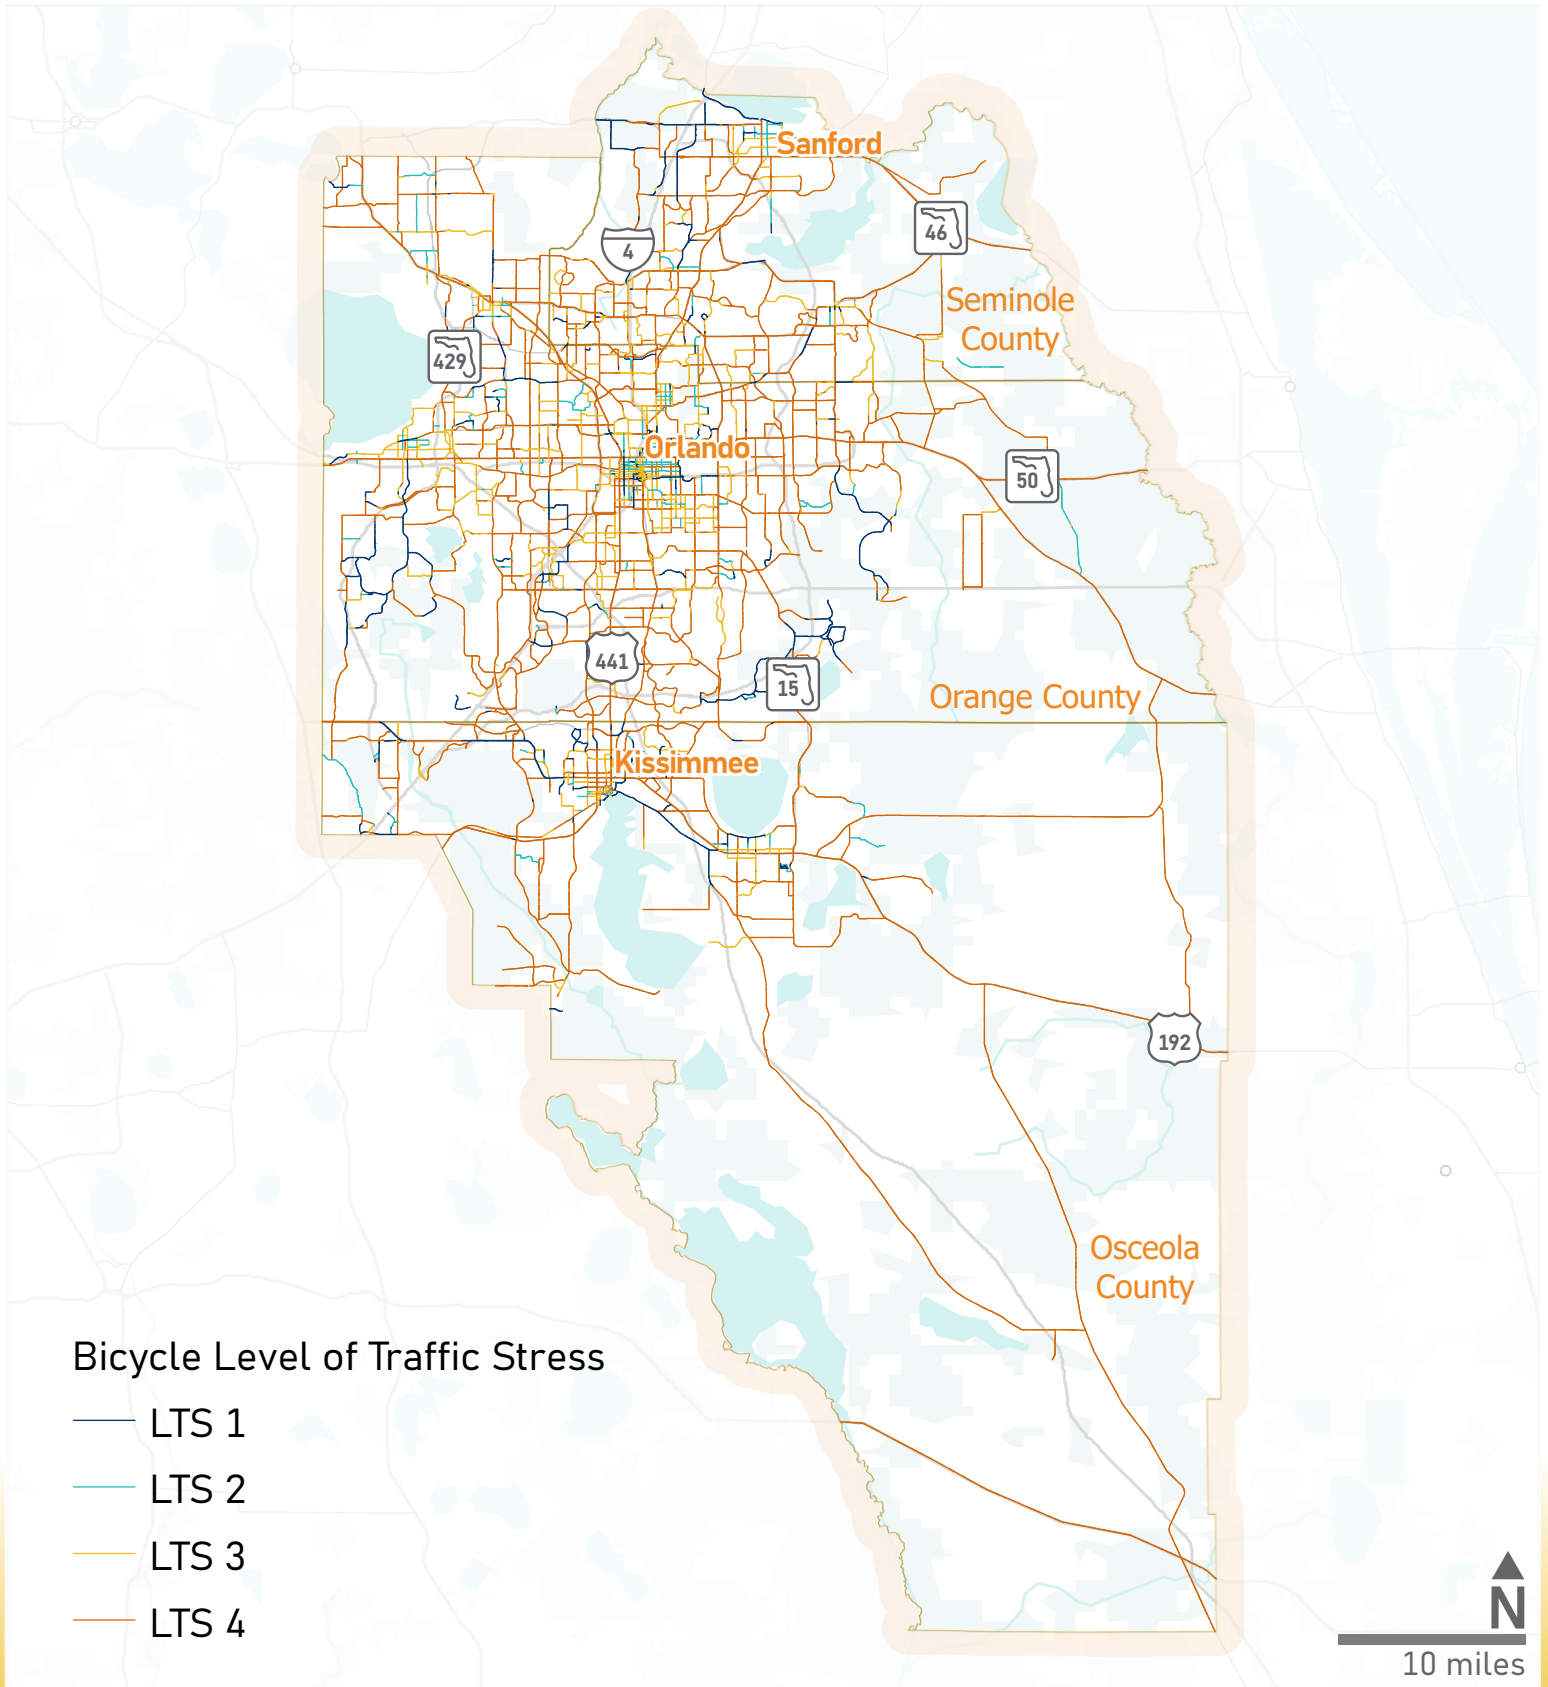 Sanford
46
4
Seminole
County
429
Orlando
50
441
15
Orange County
Kissimmee
192
Osceola
County
Bicycle Level of Traffic Stress
LTS 1
LTS 2
LTS 3
LTS 4
N
10 miles